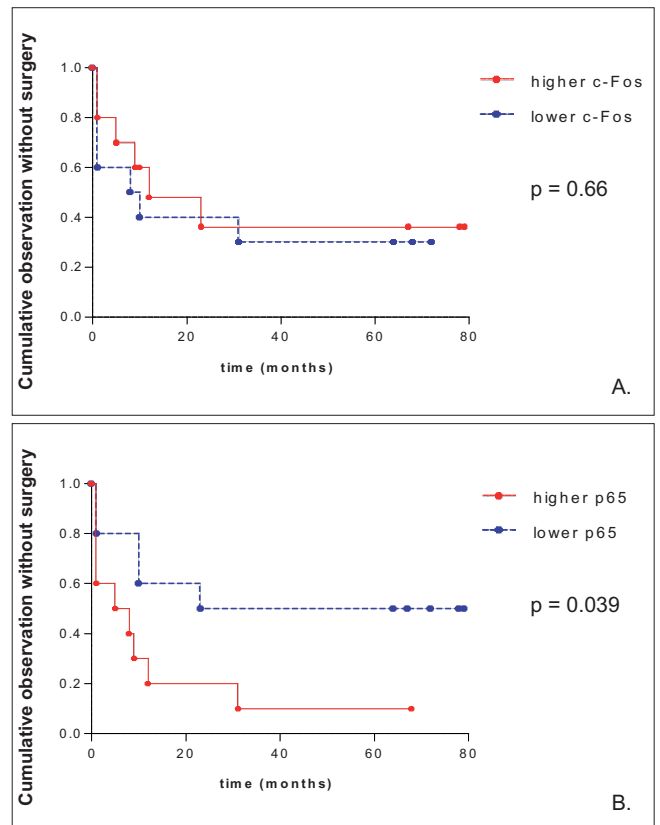 Cumulative observation without surgery
1.0
0.8
0.6
0.4
0.2
0.0
0 20 40 60 80
time (months)
higher c-Fos
lower c-Fos
p = 0.66
A.
Cumulative observation without surgery
1.0
0.8
0.6
0.4
0.2
0.0
0 20 40 60 80
time (months)
higher p65
lower p65
p = 0.039
B.